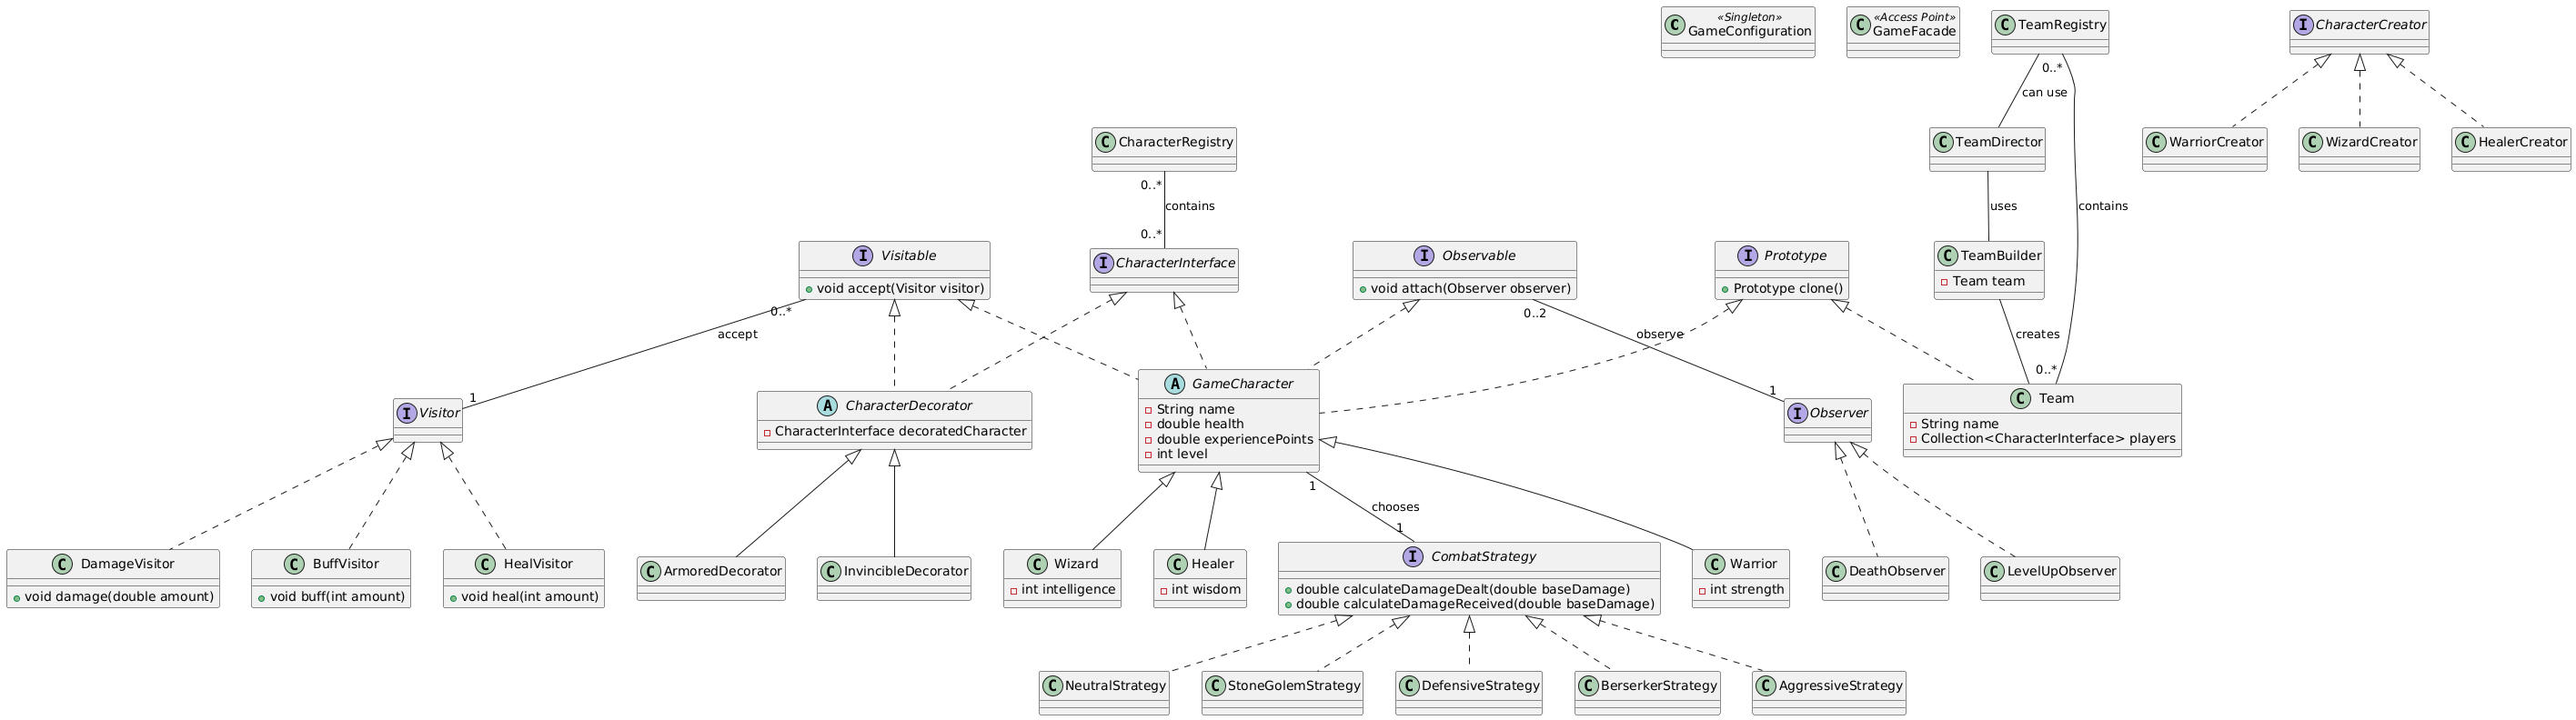 C «Singleton»
GameConfiguration
C «Access Point»
GameFacade
C TeamRegistry
I CharacterCreator
0..*
can use
C CharacterRegistry
C TeamDirector
C WarriorCreator
C WizardCreator
C HealerCreator
0..*
contains
uses
contains
0..*
I Visitable
void accept(Visitor visitor)
I CharacterInterface
I Observable
void attach(Observer observer)
I Prototype
Prototype clone()
C TeamBuilder
Team team
0..*
accept
0..2
observe
creates
0..*
1
1
I Visitor
A CharacterDecorator
CharacterInterface decoratedCharacter
A GameCharacter
String name
double health
double experiencePoints
int level
I Observer
C Team
String name
Collection<CharacterInterface> players
1
chooses
1
C DamageVisitor
void damage(double amount)
C BuffVisitor
void buff(int amount)
C HealVisitor
void heal(int amount)
C ArmoredDecorator
C InvincibleDecorator
C Wizard
int intelligence
C Healer
int wisdom
I CombatStrategy
double calculateDamageDealt(double baseDamage)
double calculateDamageReceived(double baseDamage)
C Warrior
int strength
C DeathObserver
C LevelUpObserver
C NeutralStrategy
C StoneGolemStrategy
C DefensiveStrategy
C BerserkerStrategy
C AggressiveStrategy